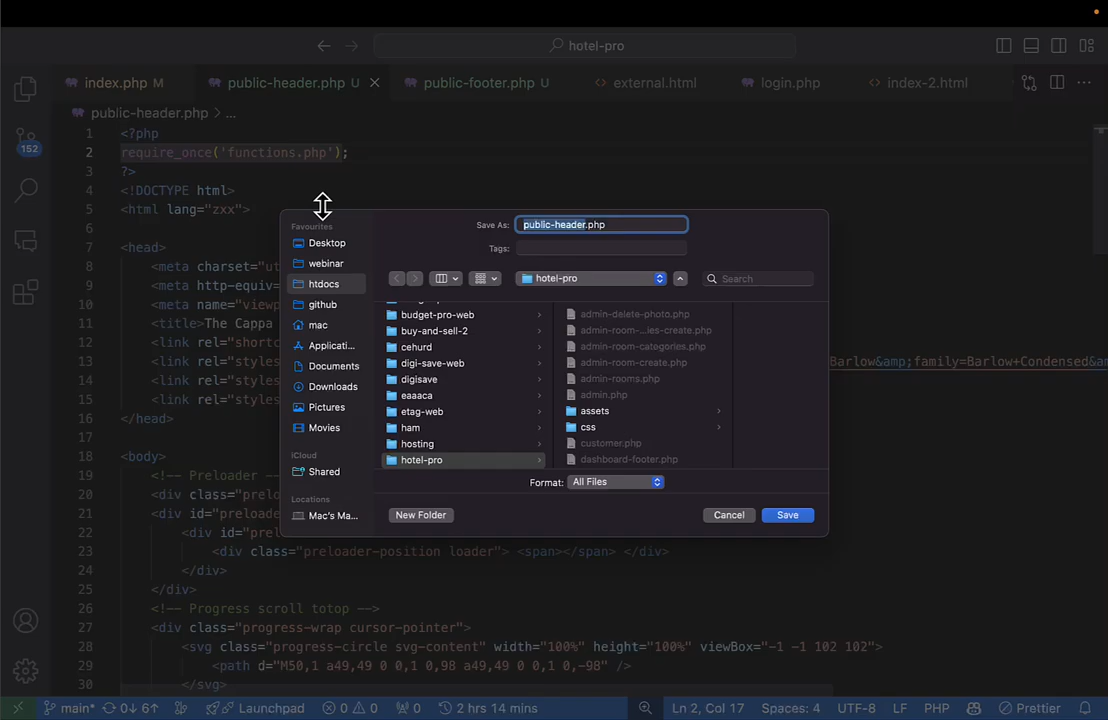 hotel-pro
index.php M
public-header.php U
public-footer.php U
external.html
login.php
index-2.html
public-header.php > ...
1 <?php
2 require_once('functions.php');
3 ?>
4 <!DOCTYPE html>
5 <html lang="zxx">
6
7 <head>
8 <meta charset="ut
9 <meta http-equiv=
10 <meta name="viewp
11 <title>The Cappa
12 <link rel="short
13 <link rel="styles Barlow&amp;family=Barlow+Condensed&am
14 <link rel="styles
15 <link rel="styles
16 </head>
17
18 <body>
19 <!-- Preloader -
20 <div class="prelo
21 <div id="preloade
22 <div id="prel
23 <div class="preloader-position loader"> <span></span> </div>
24 </div>
25 </div>
26 <!-- Progress scroll totop -->
27 <div class="progress-wrap cursor-pointer">
28 <svg class="progress-circle svg-content" width="100%" height="100%" viewBox="-1 -1 102 102">
29 <path d="M50,1 a49,49 0 0,1 0,98 a49,49 0 0,1 0,-98" />
30 </svg>
152
Save As: public-header.php
Tags:
hotel-pro
Search
Favourites
Desktop
webinar
htdocs
github
mac
Applicati...
Documents
Downloads
Pictures
Movies
iCloud
Shared
Locations
Mac's Ma...
budget-pro-web
buy-and-sell-2
cehurd
digi-save-web
digisave
eaaaca
etag-web
ham
hosting
hotel-pro
admin-delete-photo.php
admin-room-...ies-create.php
admin-room-categories.php
admin-room-create.php
admin-rooms.php
admin.php
assets
css
customer.php
dashboard-footer.php
Format: All Files
New Folder
Cancel
Save
main* 0↓ 6↑ Launchpad 0 0 0 2 hrs 14 mins Ln 2, Col 17 Spaces: 4 UTF-8 LF PHP Prettier